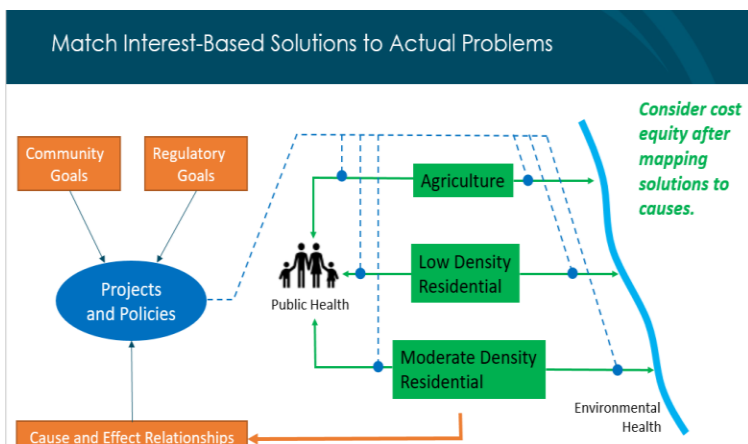 Match Interest-Based Solutions to Actual Problems
Consider cost
equity after
mapping
solutions to
causes.
Community
Goals
Regulatory
Goals
Agriculture
Low Density
Residential
Projects
and Policies
Public Health
Moderate Density
Residential
Environmental
Health
Cause and Effect Relationships